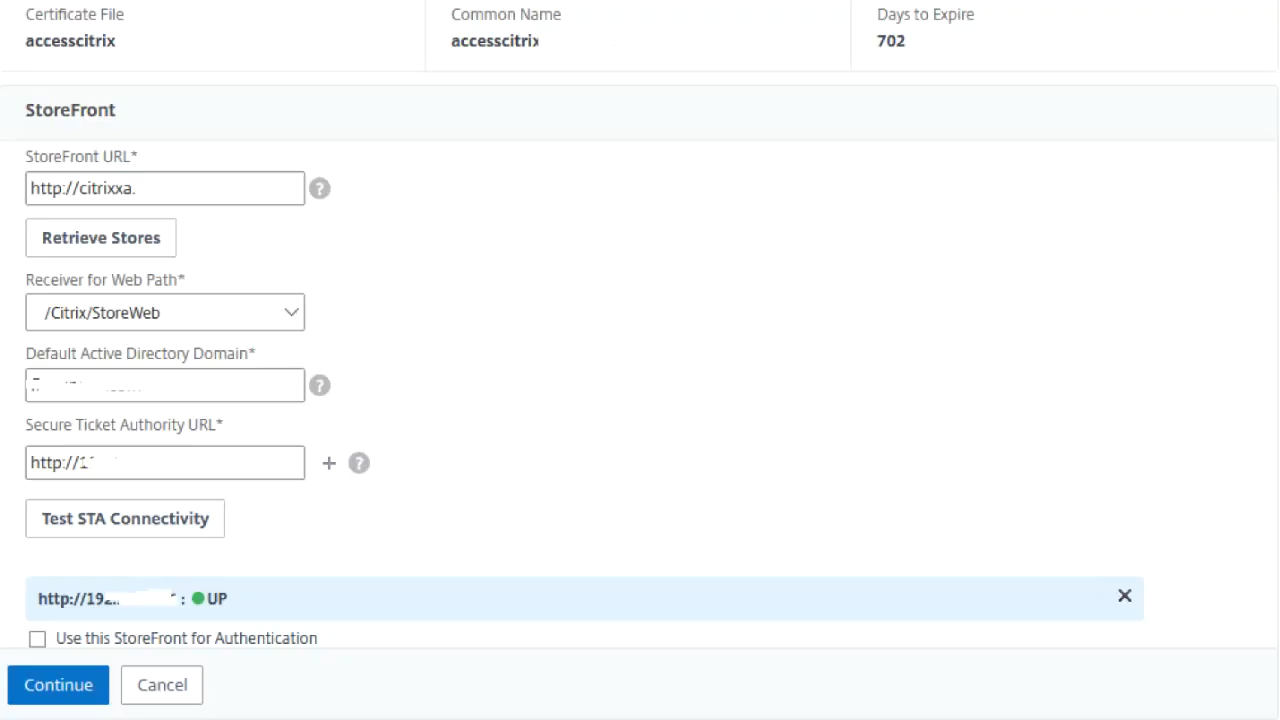 Certificate File
accesscitrix
Common Name
accesscitrix
Days to Expire
702
StoreFront
StoreFront URL*
http://citrixxa.
?
Retrieve Stores
Receiver for Web Path*
/Citrix/StoreWeb
Default Active Directory Domain*
?
Secure Ticket Authority URL*
http://1
+ ?
Test STA Connectivity
http://192. : UP
Use this StoreFront for Authentication
Continue
Cancel